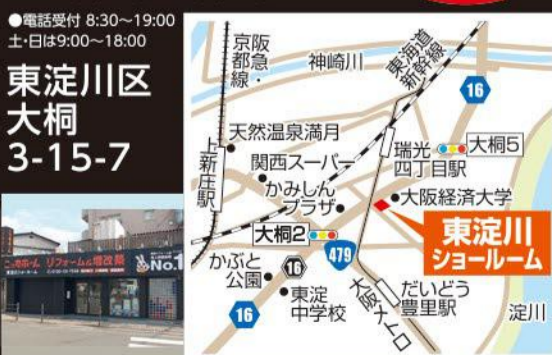 ●電話受付 8:30～19:00
土・日は9:00～18:00
東淀川区
大桐
3-15-7
リフォーム&増改築
No.1
京阪
都急
線・
神崎川
東海道
新幹線
16
上新庄駅
天然温泉満月
関西スーパー
かみしん
プラザ
瑞光
四丁目駅
大桐5
大阪経済大学
大桐2
479
東淀川
ショールーム
かぶと
公園
16
東淀
中学校
16
大阪メトロ
だいどう
豊里駅
淀川